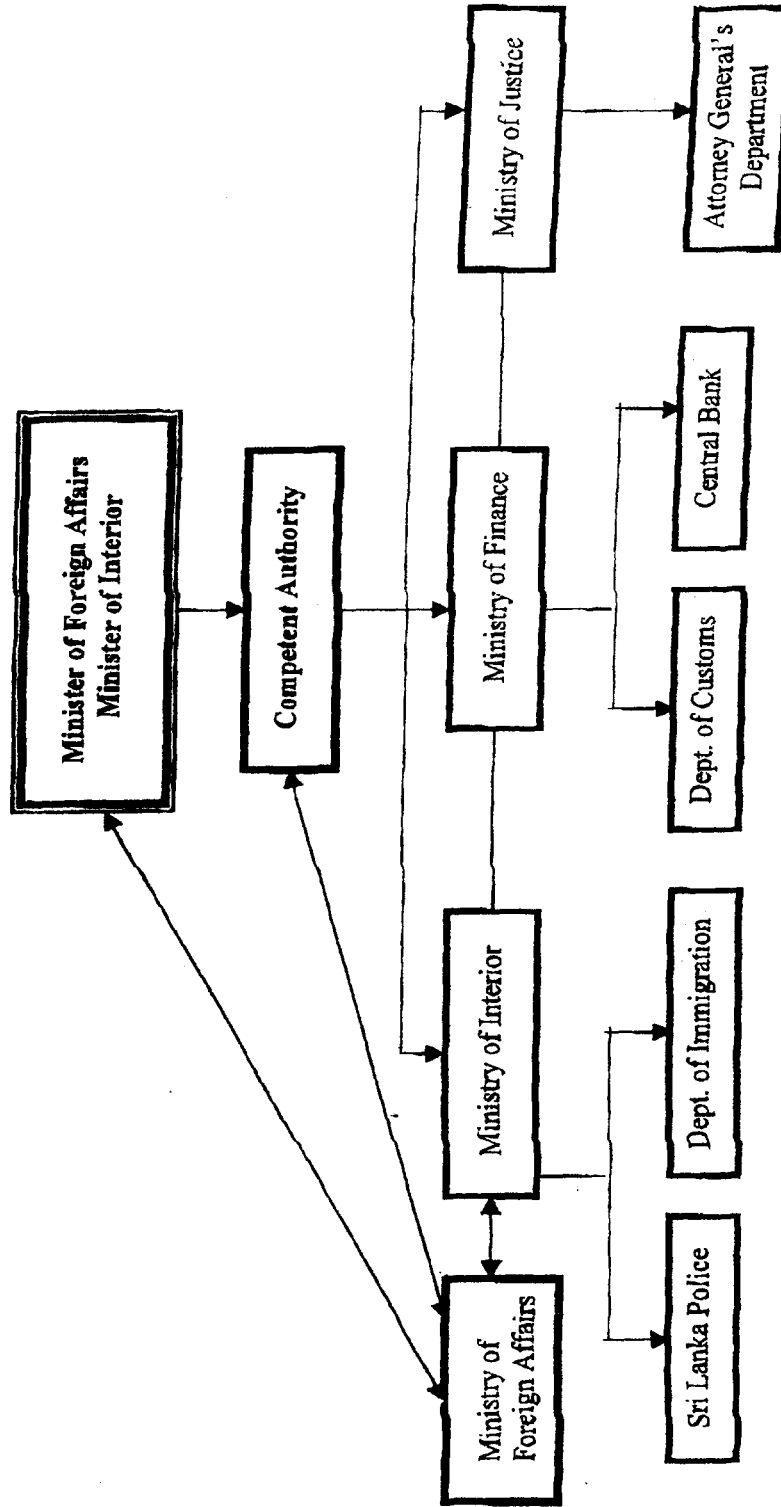 Minister of Foreign Affairs
Minister of Interior
Competent Authority
Ministry of
Foreign Affairs
Ministry of Interior
Ministry of Finance
Ministry of Justice
Sri Lanka Police
Dept. of Immigration
Dept. of Customs
Central Bank
Attorney General's
Department